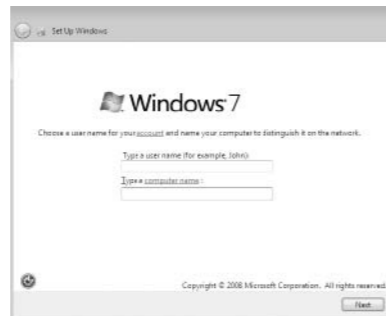 Set Up Windows
Windows 7
Choose a user name for your account and name your computer to distinguish it on the network.
Type a user name (for example, John):
Type a computer name :
Copyright © 2008 Microsoft Corporation. All rights reserved.
Next